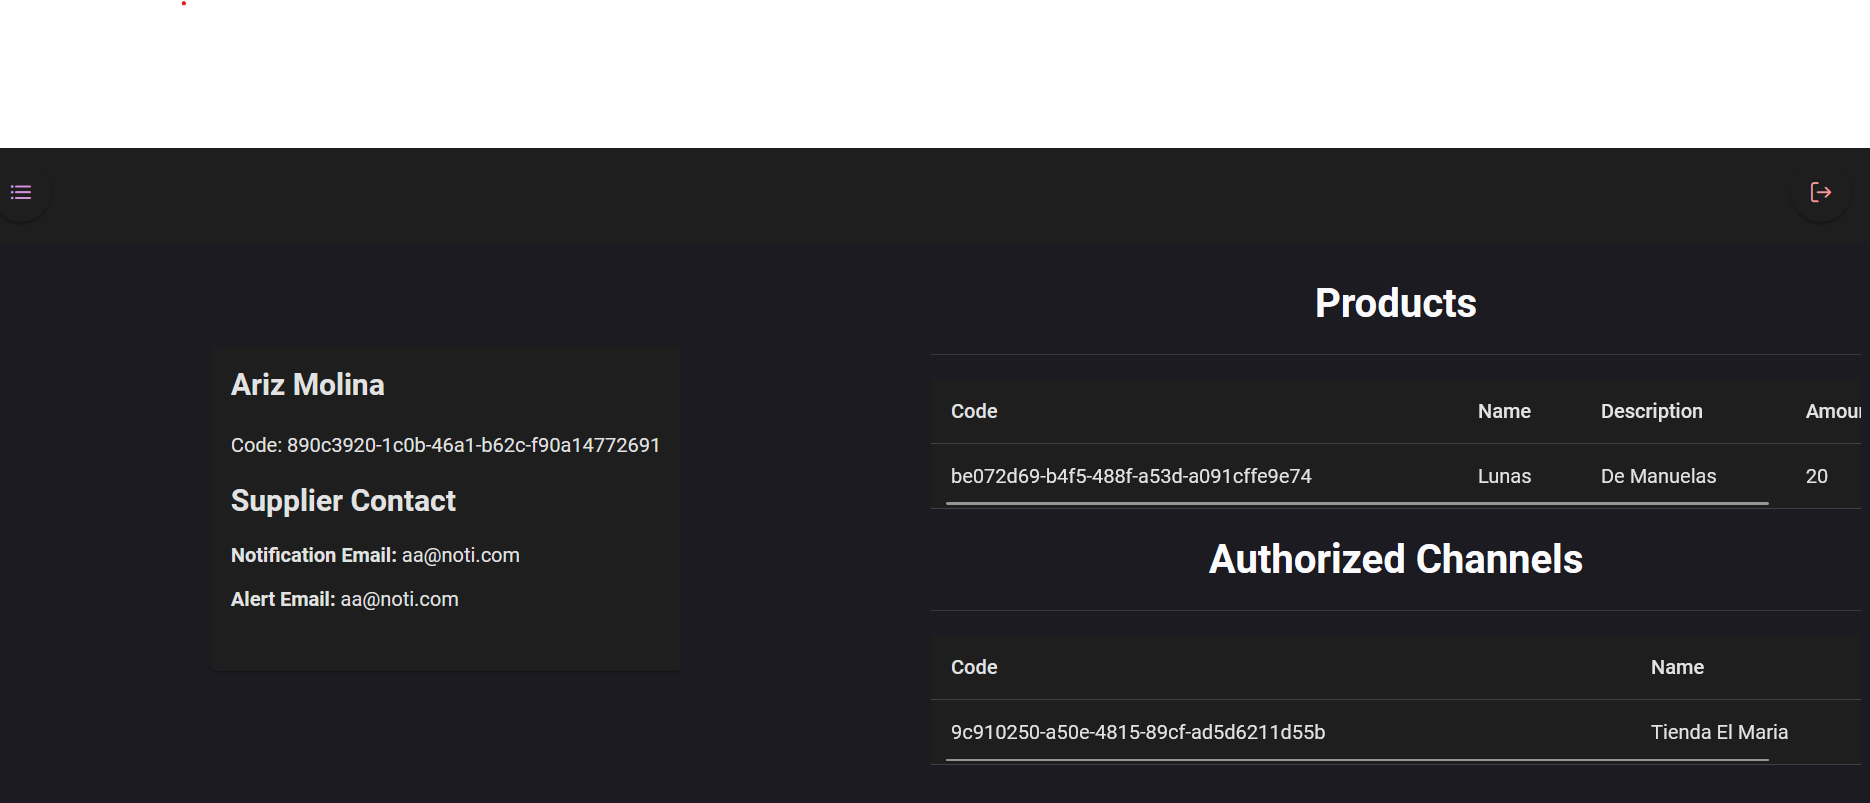 Ariz Molina
Code: 890c3920-1c0b-46a1-b62c-f90a14772691
Supplier Contact
Notification Email: aa@noti.com
Alert Email: aa@noti.com
Products
Code Name Description Amour
be072d69-b4f5-488f-a53d-a091cffe9e74 Lunas De Manuelas 20
Authorized Channels
Code Name
9c910250-a50e-4815-89cf-ad5d6211d55b Tienda El Maria